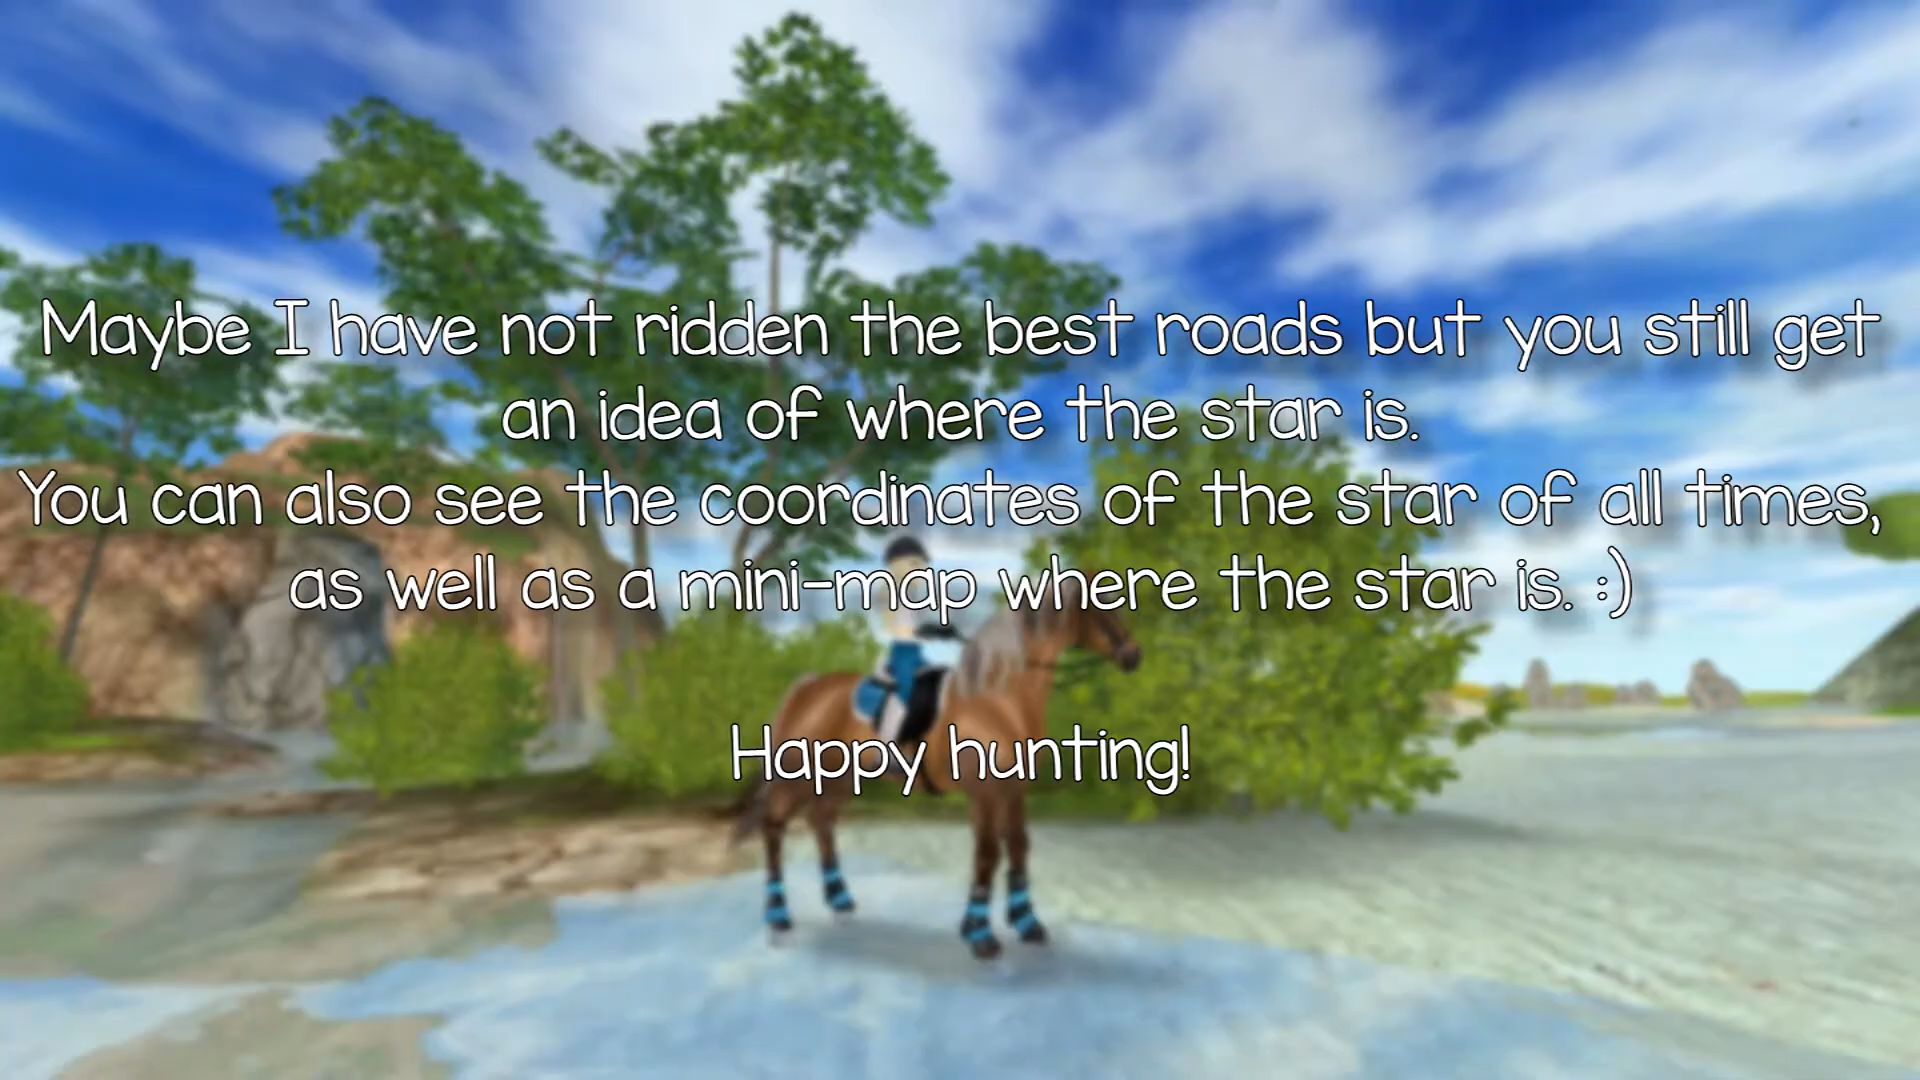 Maybe I have not ridden the best roads but you still get
an idea of where the star is.
You can also see the coordinates of the star of all times,
as well as a mini-map where the star is. :)
Happy hunting!